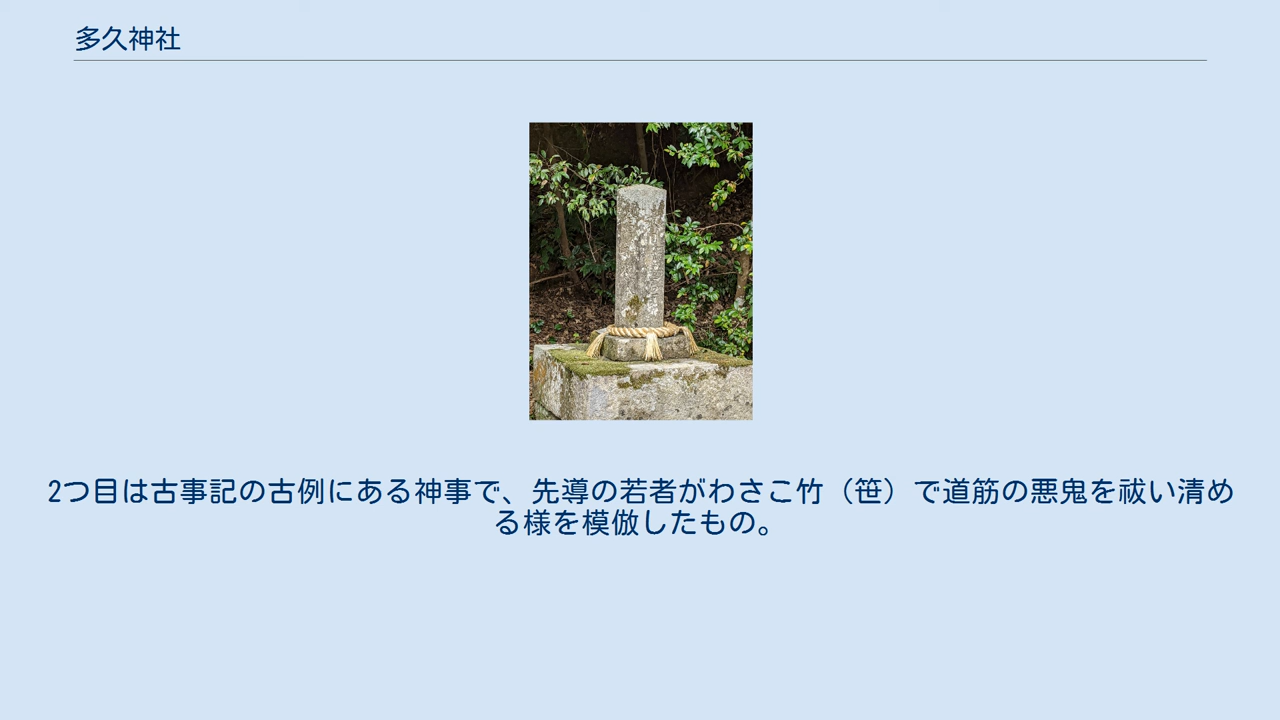 多久神社
2つ目は古事記の古例にある神事で、先導の若者がわさこ竹（笹）で道筋の悪鬼を祓い清め
る様を模倣したもの。